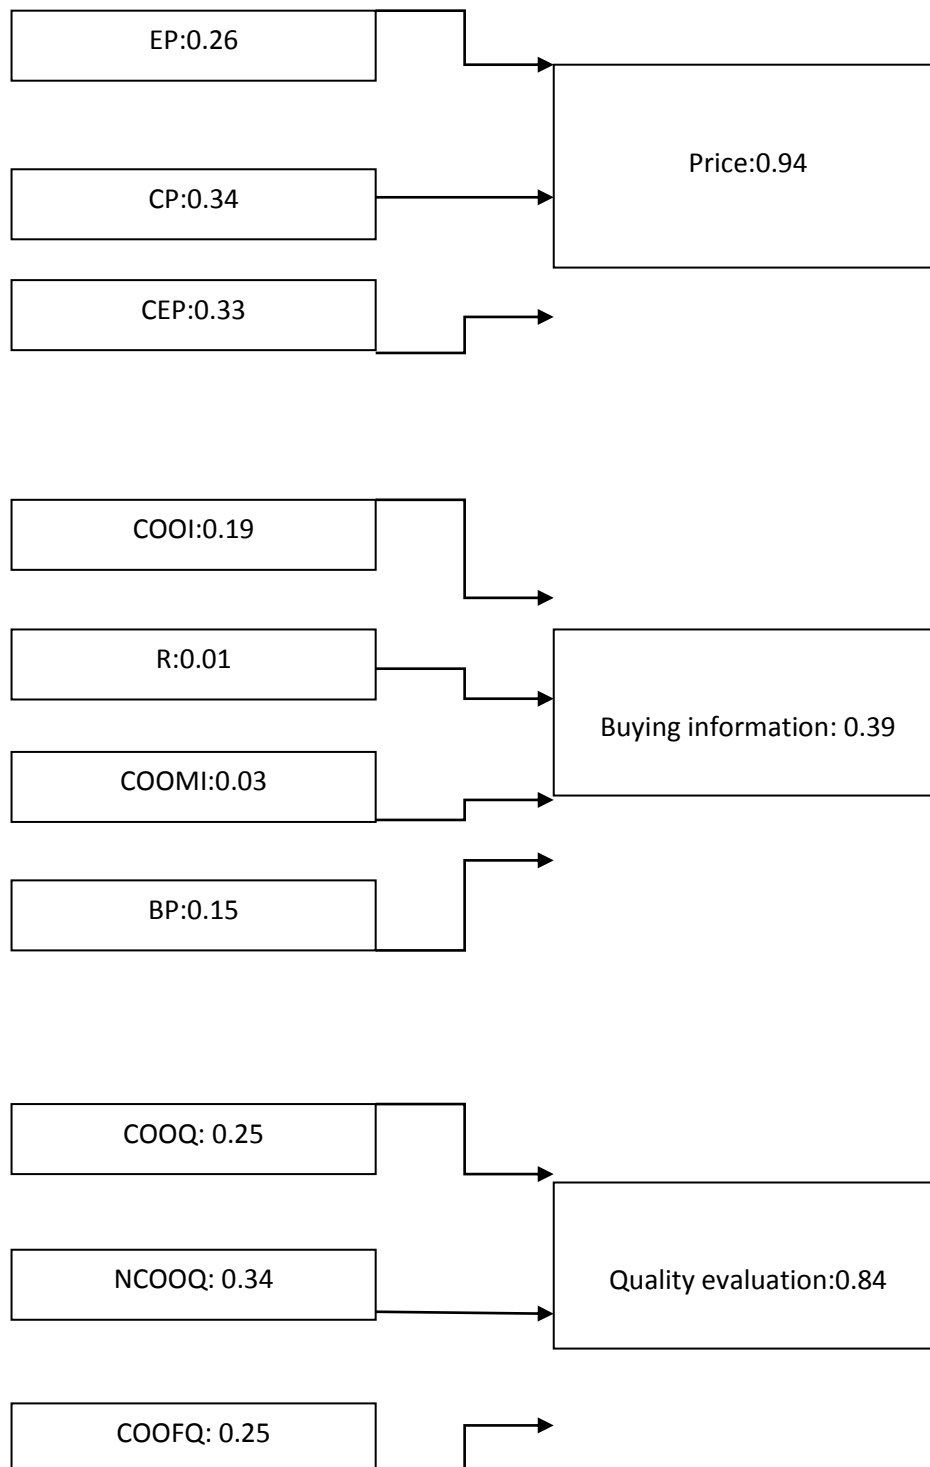 EP:0.26
Price:0.94
CP:0.34
CEP:0.33
COOI:0.19
R:0.01
Buying information: 0.39
COOMI:0.03
BP:0.15
COOQ: 0.25
NCOOQ: 0.34
Quality evaluation:0.84
COOFQ: 0.25